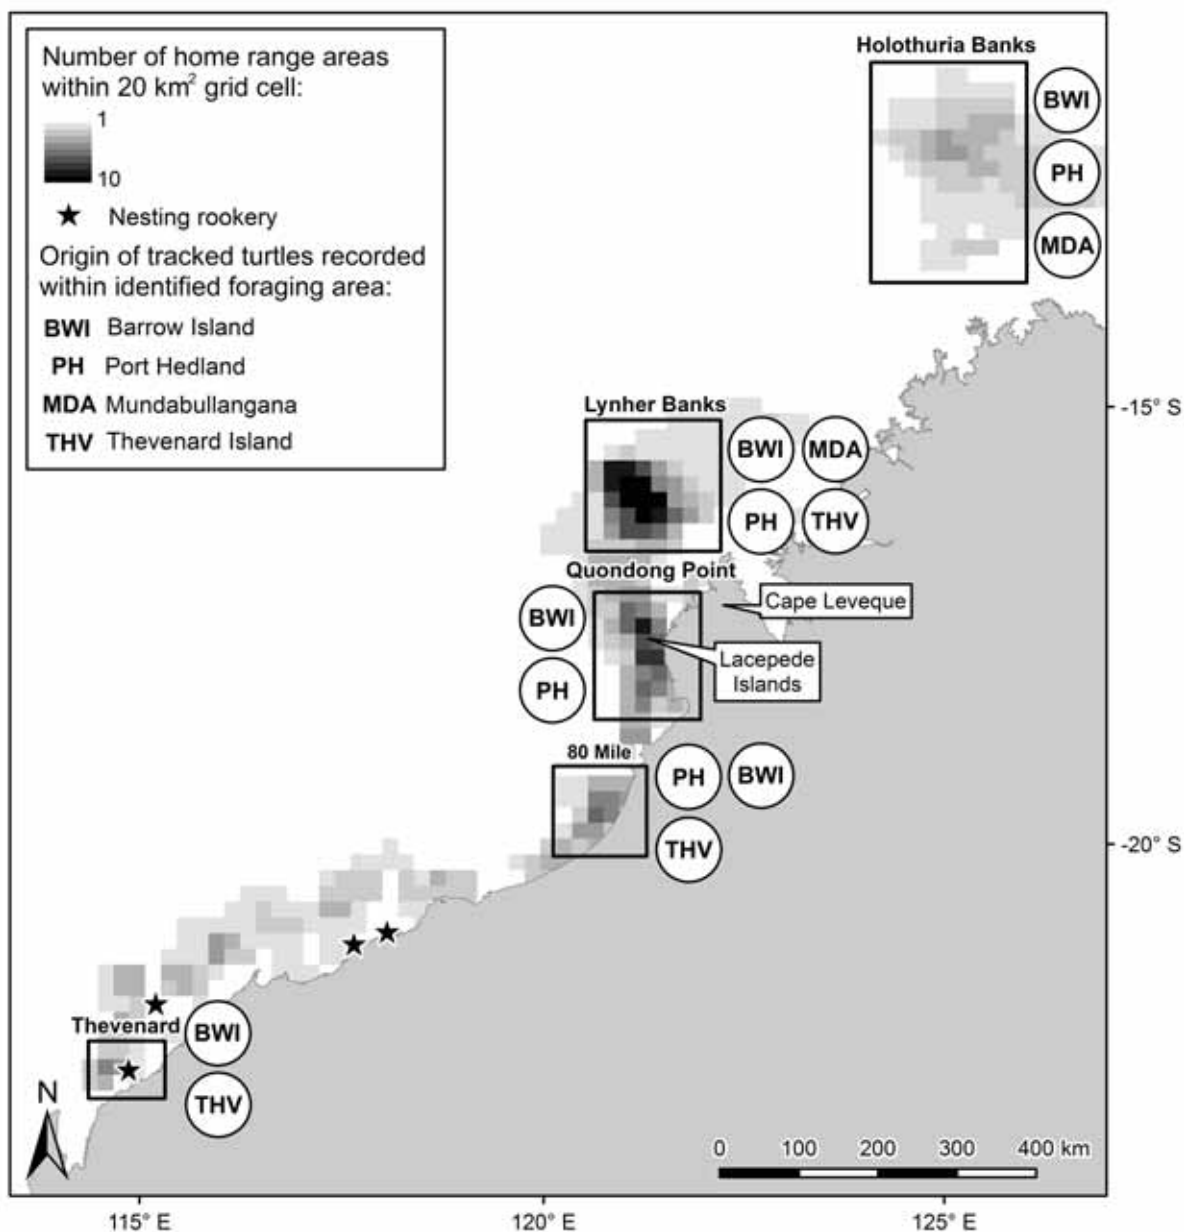 Number of home range areas
within 20 km² grid cell:
1
10
Nesting rookery
Origin of tracked turtles recorded
within identified foraging area:
BWI Barrow Island
PH Port Hedland
MDA Mundabullangana
THV Thevenard Island
Holothuria Banks
BWI
PH
MDA
-15° S
Lynher Banks
BWI MDA
PH THV
Quondong Point
BWI
PH
Cape Leveque
Lacepede
Islands
80 Mile
PH BWI
THV
-20° S
Thevenard
BWI
THV
N
0 100 200 300 400 km
115° E 120° E 125° E